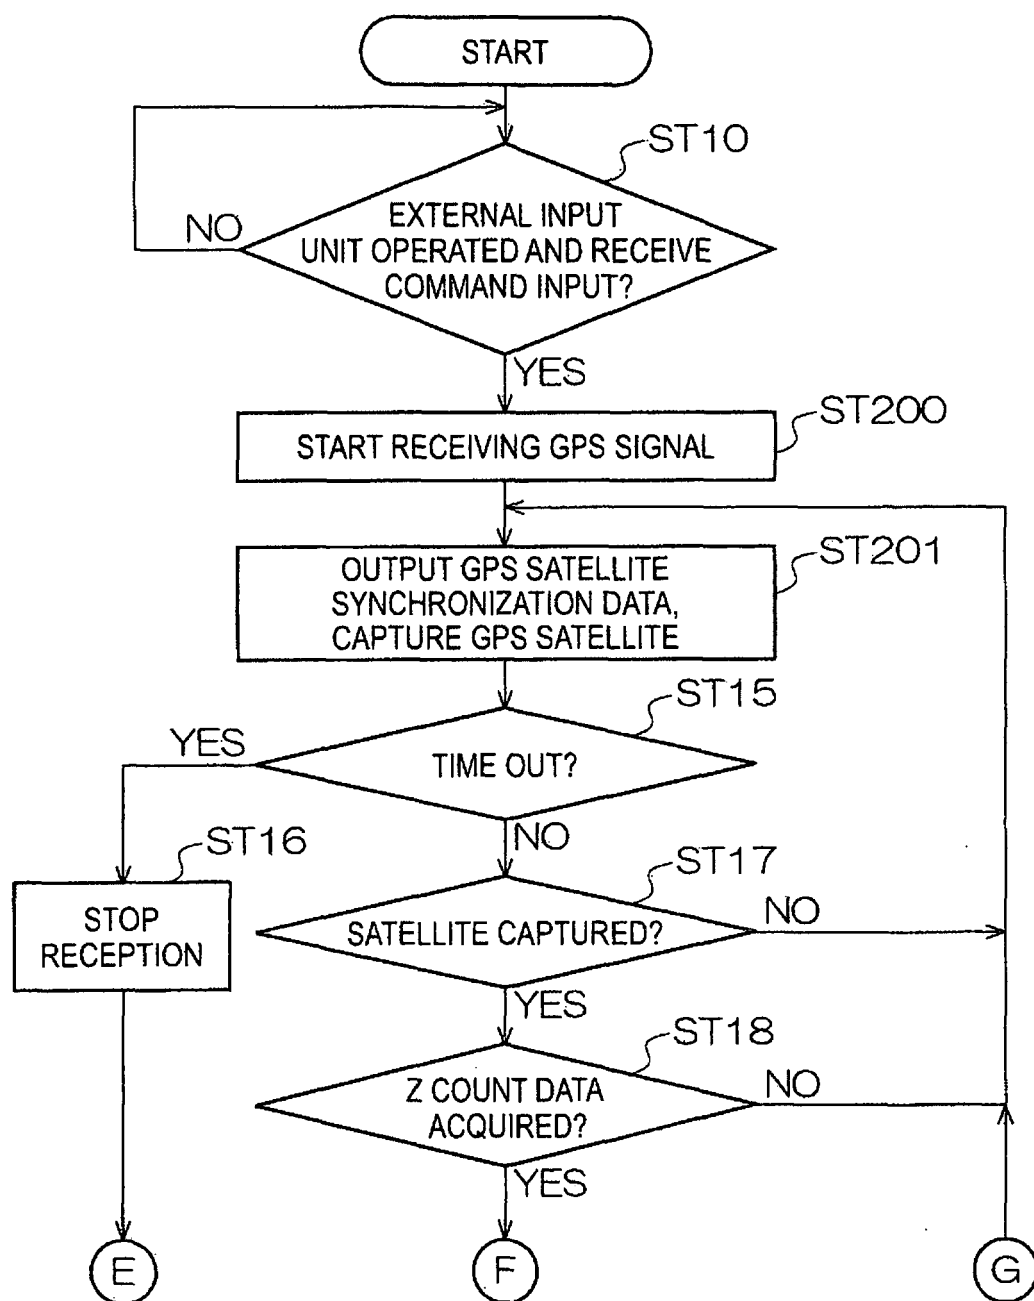 START
ST10
NO
EXTERNAL INPUT
UNIT OPERATED AND RECEIVE
COMMAND INPUT?
YES
ST200
START RECEIVING GPS SIGNAL
ST201
OUTPUT GPS SATELLITE
SYNCHRONIZATION DATA,
CAPTURE GPS SATELLITE
ST15
YES
TIME OUT?
NO
ST16
STOP
RECEPTION
ST17
SATELLITE CAPTURED?
NO
YES
ST18
Z COUNT DATA
ACQUIRED?
NO
YES
E
F
G